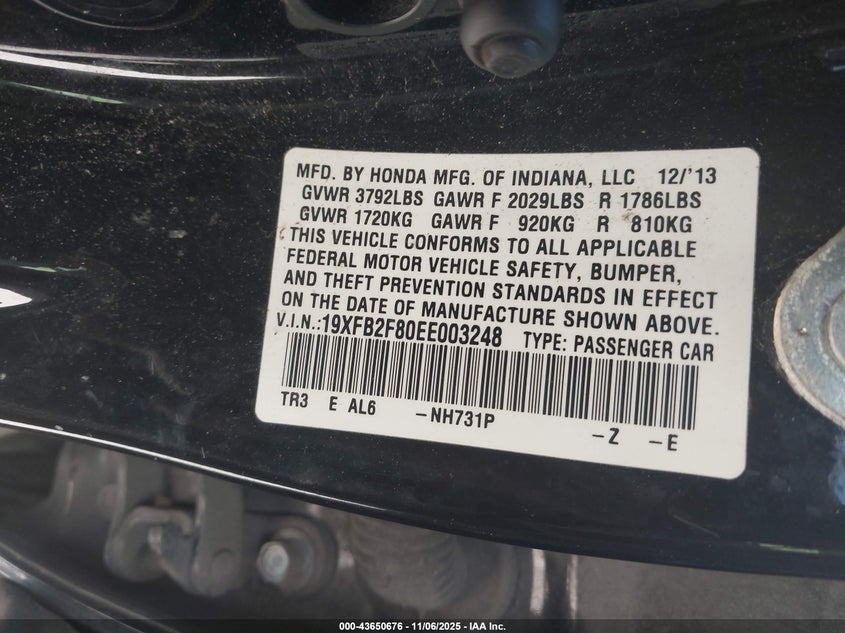 MFD. BY HONDA MFG. OF INDIANA, LLC 12/'13
GVWR 3792LBS GAWR F 2029LBS R 1786LBS
GVWR 1720KG GAWR F 920KG R 810KG
THIS VEHICLE CONFORMS TO ALL APPLICABLE
FEDERAL MOTOR VEHICLE SAFETY, BUMPER,
AND THEFT PREVENTION STANDARDS IN EFFECT
ON THE DATE OF MANUFACTURE SHOWN ABOVE.
V.I.N.:19XFB2F80EE003248 TYPE: PASSENGER CAR
TR3 E AL6 -NH731P -Z -E
000-43650676 - 11/06/2025 - IAA Inc.